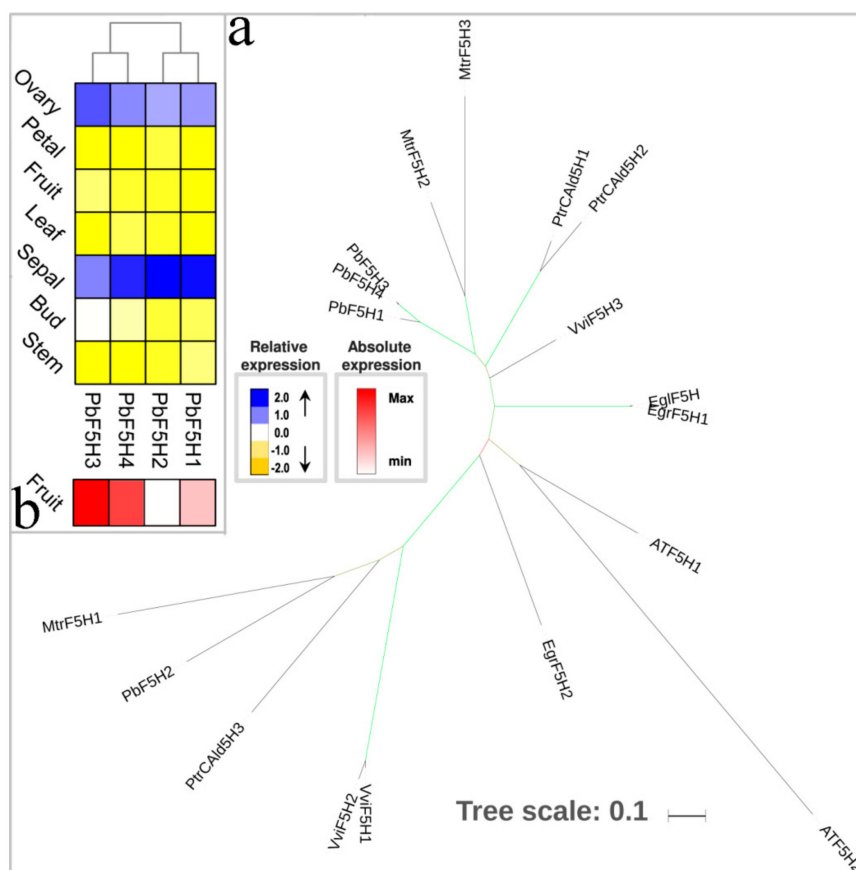 a
Ovary
Petal
Fruit
Leaf
Sepal
Bud
Stem
PbF5H3
PbF5H4
PbF5H2
PbF5H1
b
Fruit
Relative
expression
2.0
1.0
0.0
-1.0
-2.0
Absolute
expression
Max
min
MtrF5H3
MtrF5H2
PtrCAld5H1
PtrCAld5H2
PbF5H3
PbF5H4
PbF5H1
VviF5H3
EglF5H
EgrF5H1
ATF5H1
EgrF5H2
ATF5H2
MtrF5H1
PbF5H2
PtrCAld5H3
VviF5H2
VviF5H1
Tree scale: 0.1